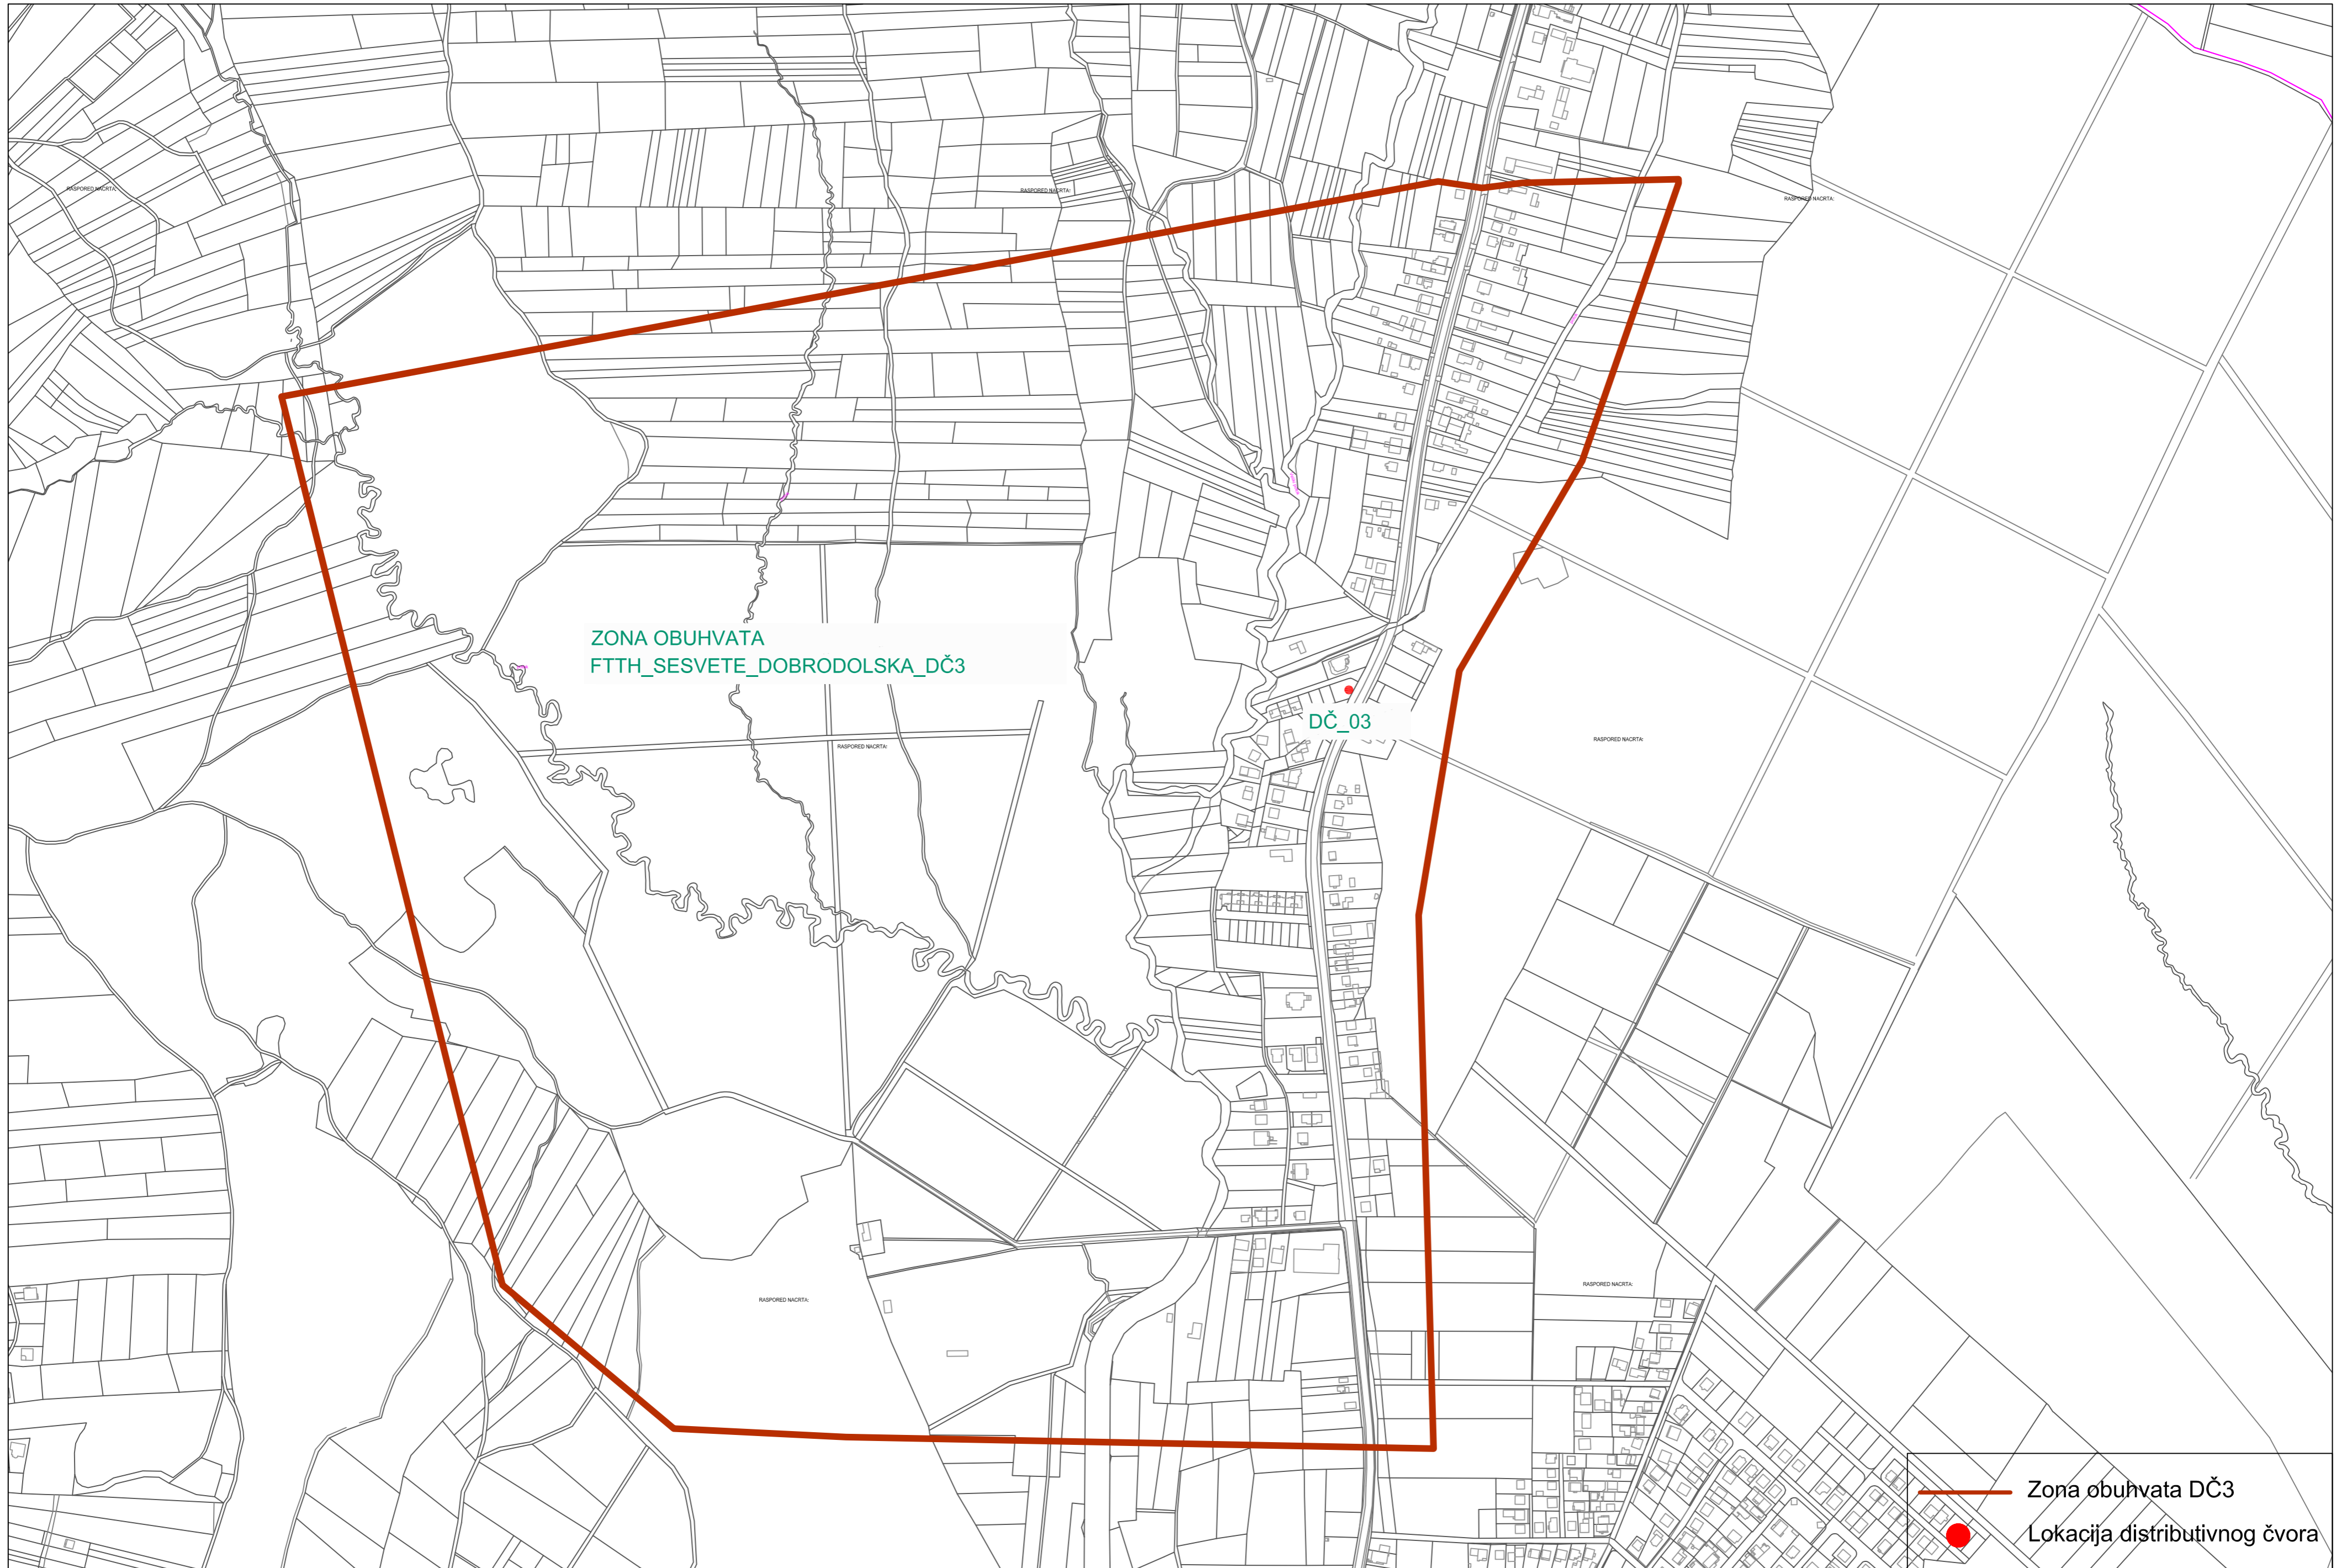 RASPORED NACRTA:
RASPORED NACRTA:
RASPORED NACRTA:
ZONA OBUHVATA
FTTH_SESVETE_DOBRODOLSKA_DČ3
DČ_03
RASPORED NACRTA:
RASPORED NACRTA:
RASPORED NACRTA:
RASPORED NACRTA:
Zona obuhvata DČ3
Lokacija distributivnog čvora